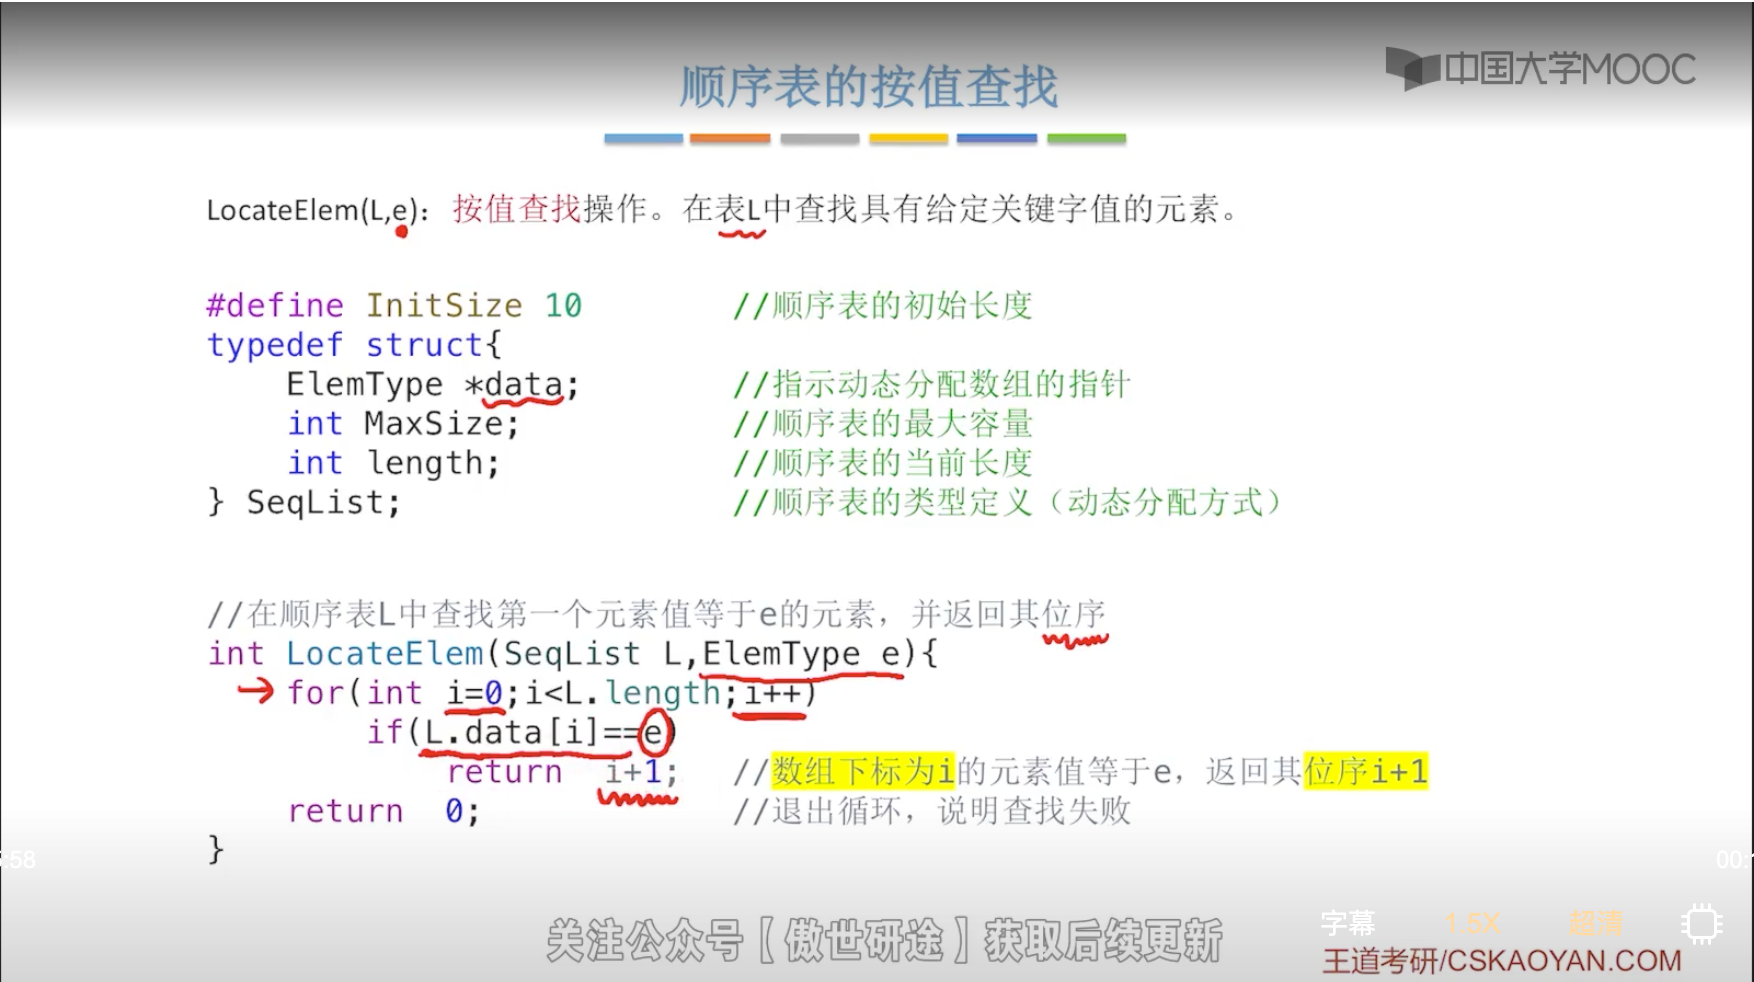 中国大学MOOC
顺序表的按值查找
LocateElem(L,e)：按值查找操作。在表L中查找具有给定关键字值的元素。
#define InitSize 10 //顺序表的初始长度
typedef struct{
ElemType *data; //指示动态分配数组的指针
int MaxSize; //顺序表的最大容量
int length; //顺序表的当前长度
} SeqList; //顺序表的类型定义（动态分配方式）
//在顺序表L中查找第一个元素值等于e的元素，并返回其位序
int LocateElem(SeqList L,ElemType e){
for(int i=0;i<L.length;i++)
if(L.data[i]==e)
return i+1; //数组下标为i的元素值等于e，返回其位序i+1
return 0; //退出循环，说明查找失败
}
:58
00:
字幕 1.5X 超清
关注公众号【傲世研途】获取后续更新
王道考研/CSKAOYAN.COM